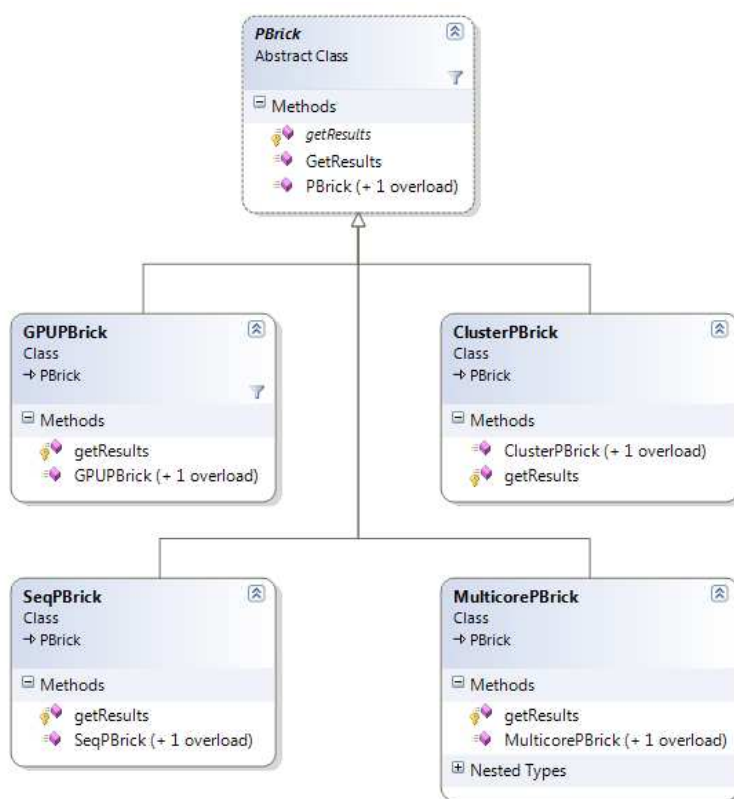 PBrick
Abstract Class
Methods
getResults
GetResults
PBrick (+ 1 overload)
GPUPBrick
Class
PBrick
Methods
getResults
GPUPBrick (+ 1 overload)
ClusterPBrick
Class
PBrick
Methods
ClusterPBrick (+ 1 overload)
getResults
SeqPBrick
Class
PBrick
Methods
getResults
SeqPBrick (+ 1 overload)
MulticorePBrick
Class
PBrick
Methods
getResults
MulticorePBrick (+ 1 overload)
Nested Types